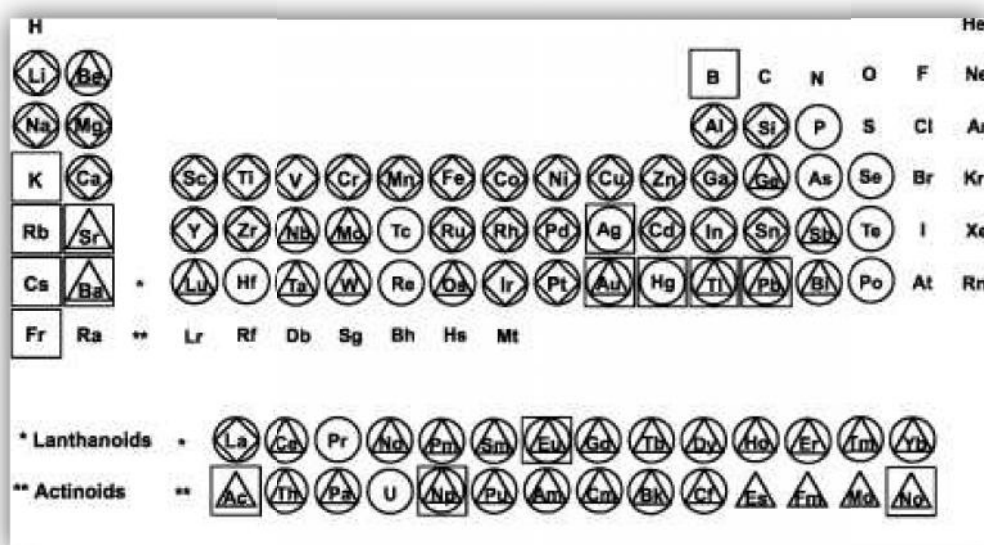 H He
Li Be B C N O F Ne
Na Mg Al Si P S Cl Ar
K Ca Sc Ti V Cr Mn Fe Co Ni Cu Zn Ga Ge As Se Br Kr
Rb Sr Y Zr Nb Mo Tc Ru Rh Pd Ag Cd In Sn Sb Te I Xe
Cs Ba * Lu Hf Ta W Re Os Ir Pt Au Hg Tl Pb Bi Po At Rn
Fr Ra ** Lr Rf Db Sg Bh Hs Mt
* Lanthanoids * La Ce Pr Nd Pm Sm Eu Gd Tb Dy Ho Er Tm Yb
** Actinoids ** Ac Th Pa U Np Pu Am Cm Bk Cf Es Fm Md No